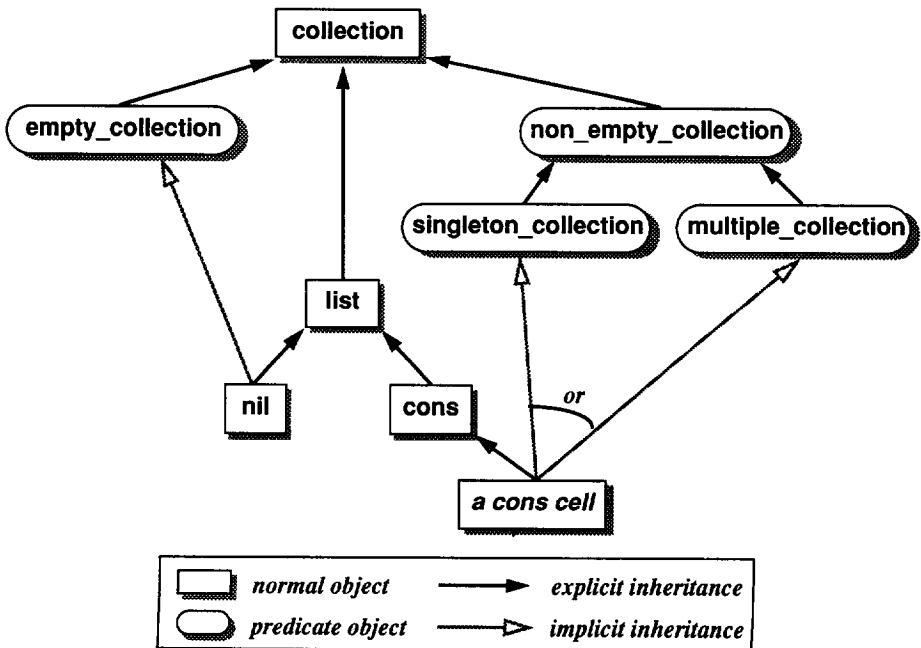 collection
empty_collection
non_empty_collection
singleton_collection
multiple_collection
list
nil
cons
or
a cons cell
normal object
explicit inheritance
predicate object
implicit inheritance